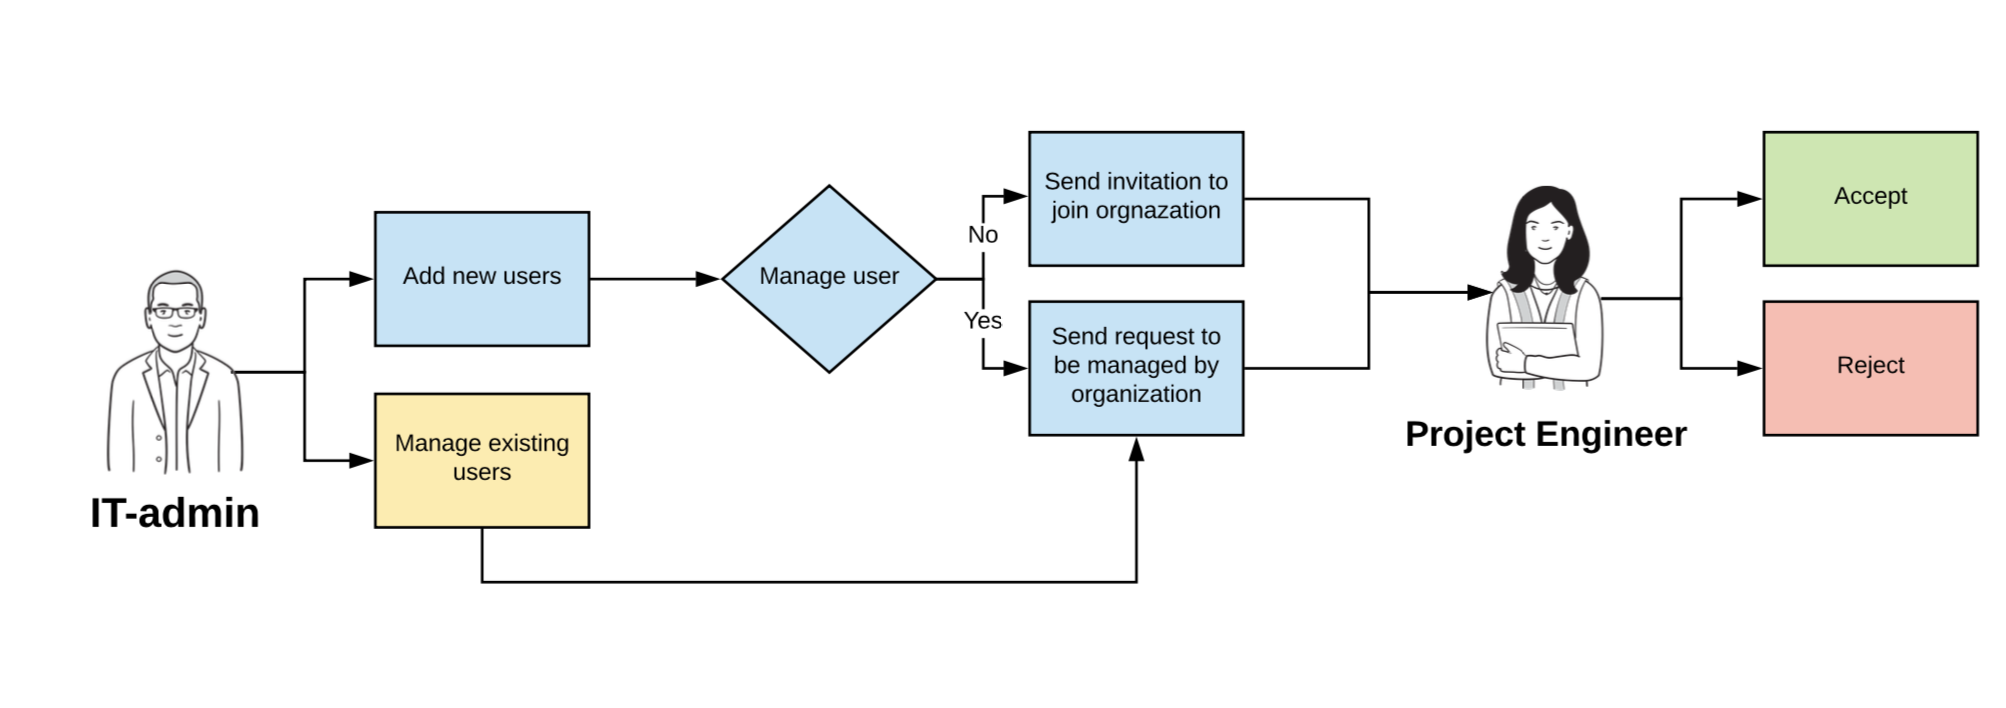 IT-admin
Add new users
Manage existing
users
Manage user
No
Yes
Send invitation to
join orgnazation
Send request to
be managed by
organization
Project Engineer
Accept
Reject